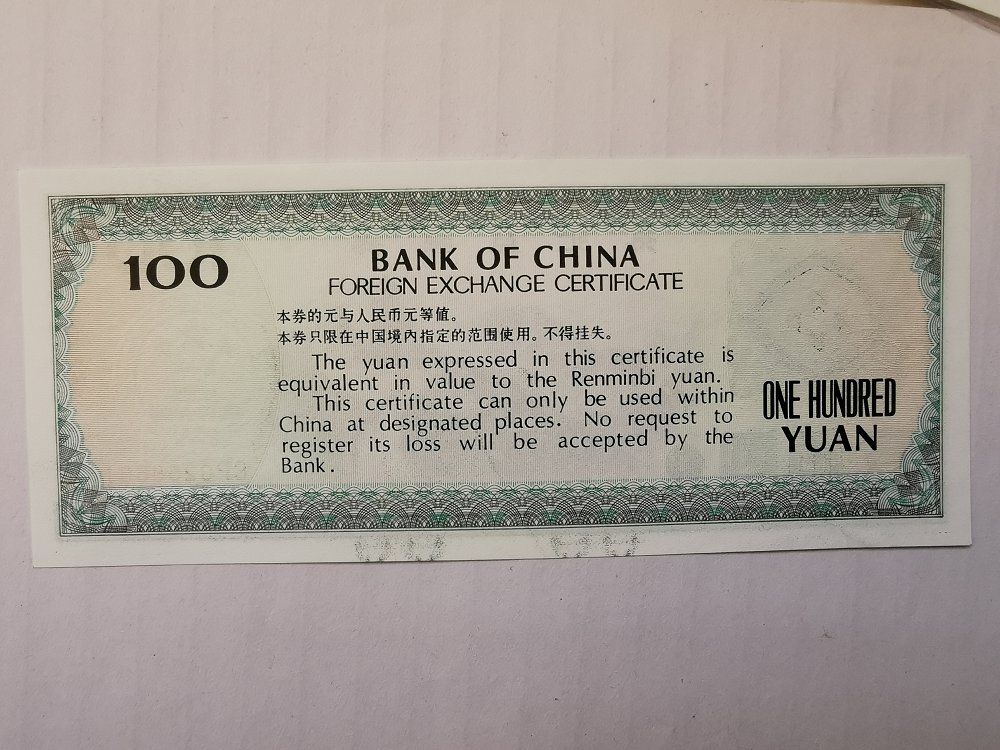 100
BANK OF CHINA
FOREIGN EXCHANGE CERTIFICATE
本券的元与人民币元等值。
本券只限在中国境内指定的范围使用。不得挂失。
The yuan expressed in this certificate is
equivalent in value to the Renminbi yuan.
This certificate can only be used within
China at designated places. No request to
register its loss will be accepted by the
Bank.
ONE HUNDRED
YUAN